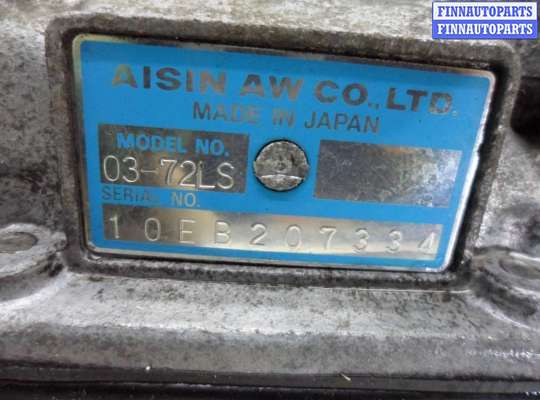 FINNAUTOPARTS
FINNAUTOPARTS
AISIN AW CO., LTD.
MADE IN JAPAN
MODEL NO.
03-72LS
SERIAL NO.
10EB207334